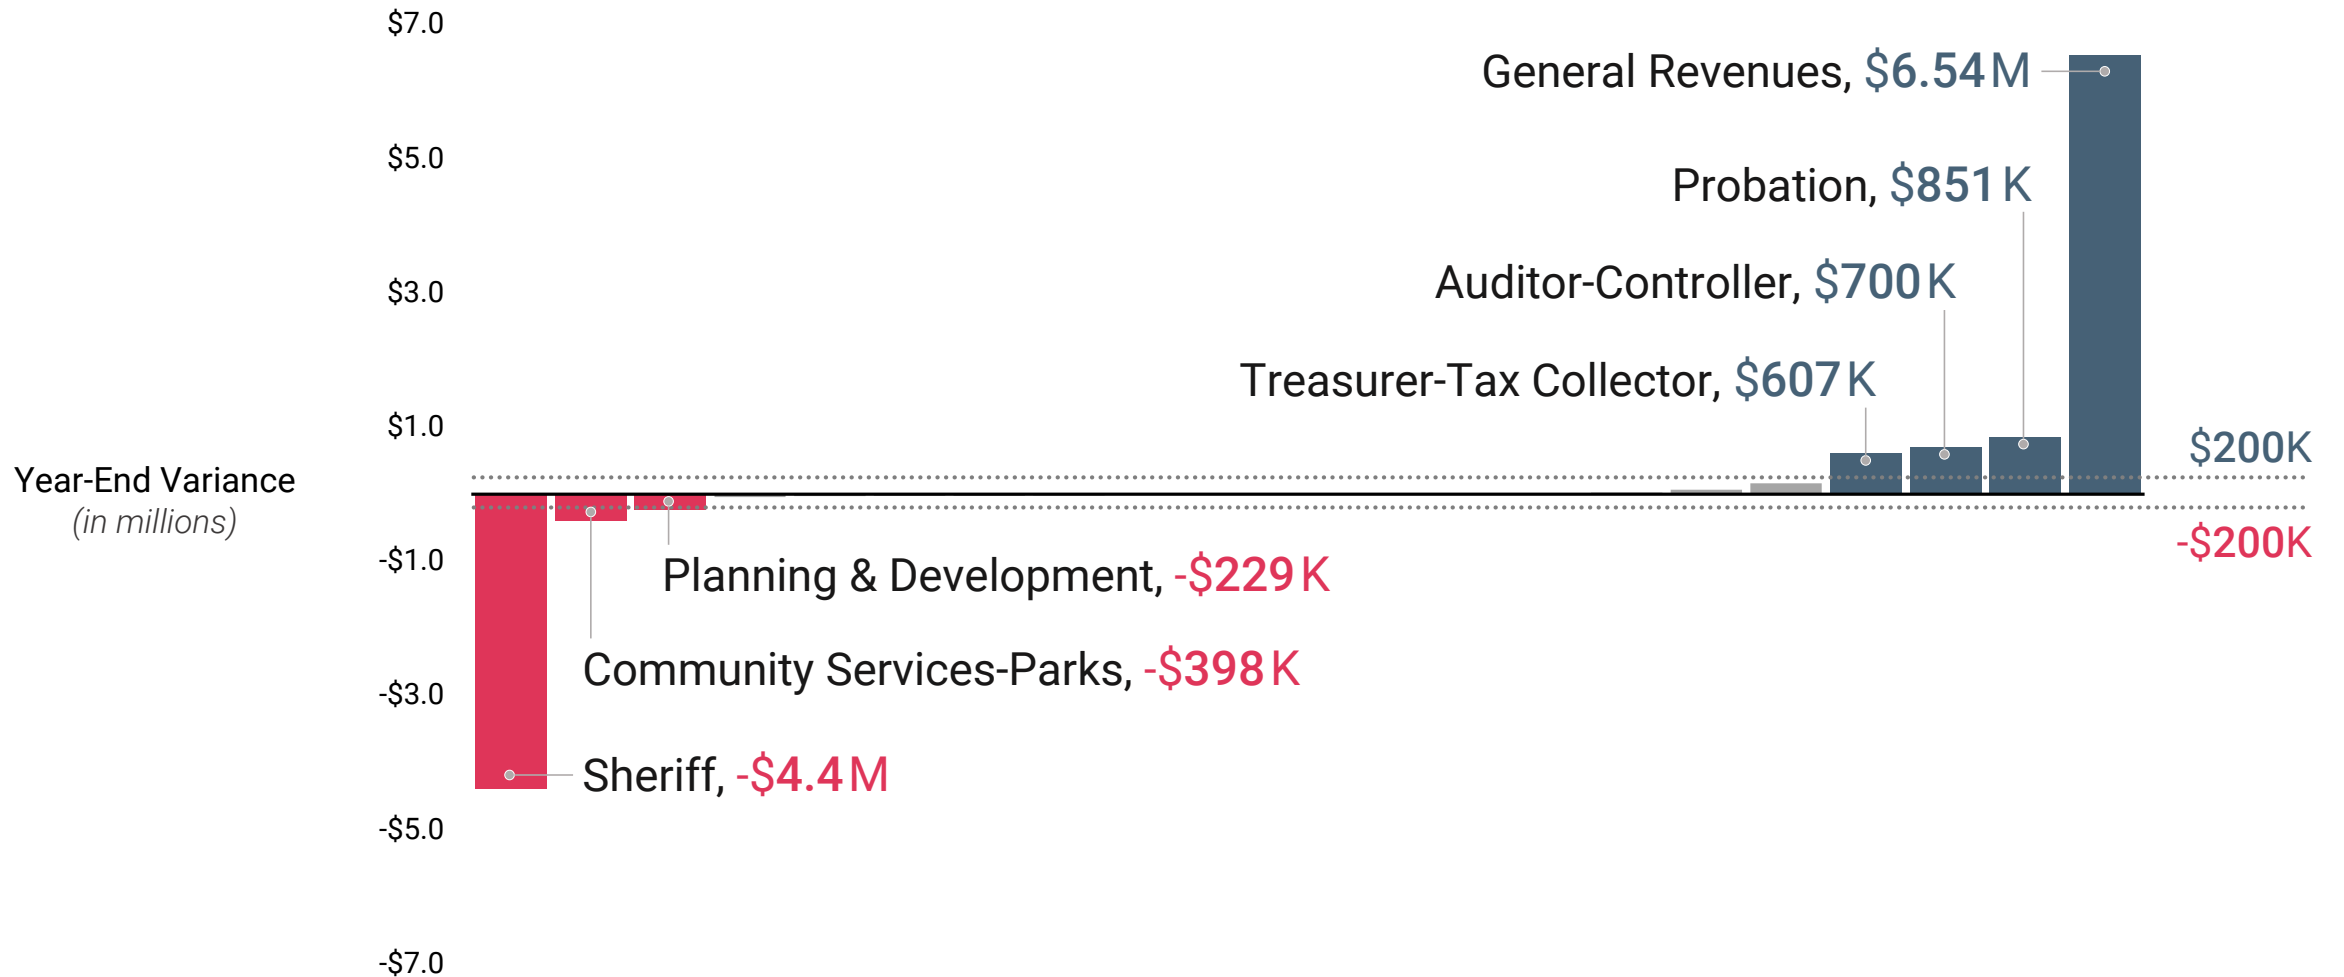 $7.0
General Revenues, $6.54M
$5.0
Probation, $851K
$3.0
Auditor-Controller, $700K
Treasurer-Tax Collector, $607K
$1.0
$200K
Year-End Variance
(in millions)
-$200K
-$1.0
Planning & Development, -$229K
Community Services-Parks, -$398K
-$3.0
Sheriff, -$4.4M
-$5.0
-$7.0